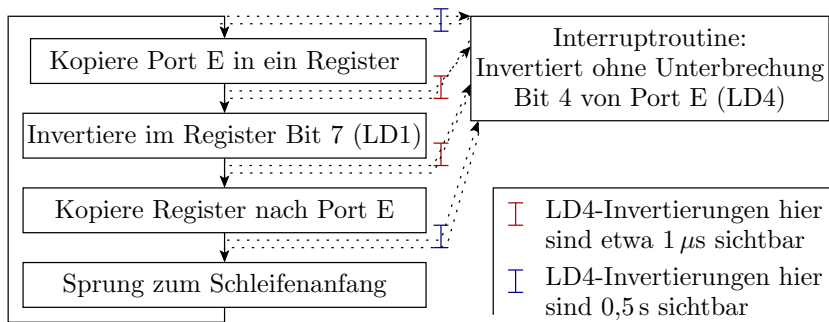 Kopiere Port E in ein Register
Invertiere im Register Bit 7 (LD1)
Kopiere Register nach Port E
Sprung zum Schleifenanfang
Interruptroutine:
Invertiert ohne Unterbrechung
Bit 4 von Port E (LD4)
LD4-Invertierungen hier
sind etwa 1 µs sichtbar
LD4-Invertierungen hier
sind 0,5 s sichtbar